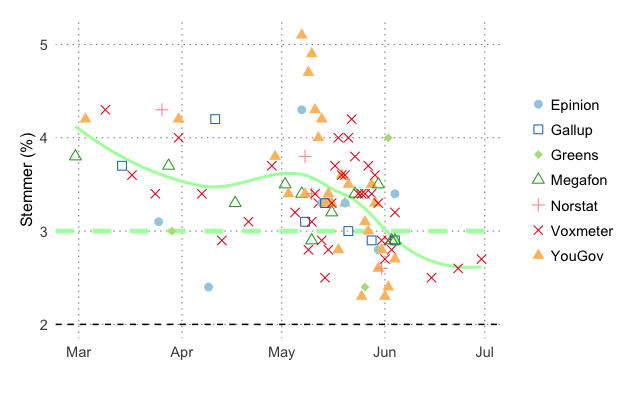 Stemmer (%)
5
4
3
2
Mar Apr May Jun Jul
Epinion
Gallup
Greens
Megafon
Norstat
Voxmeter
YouGov